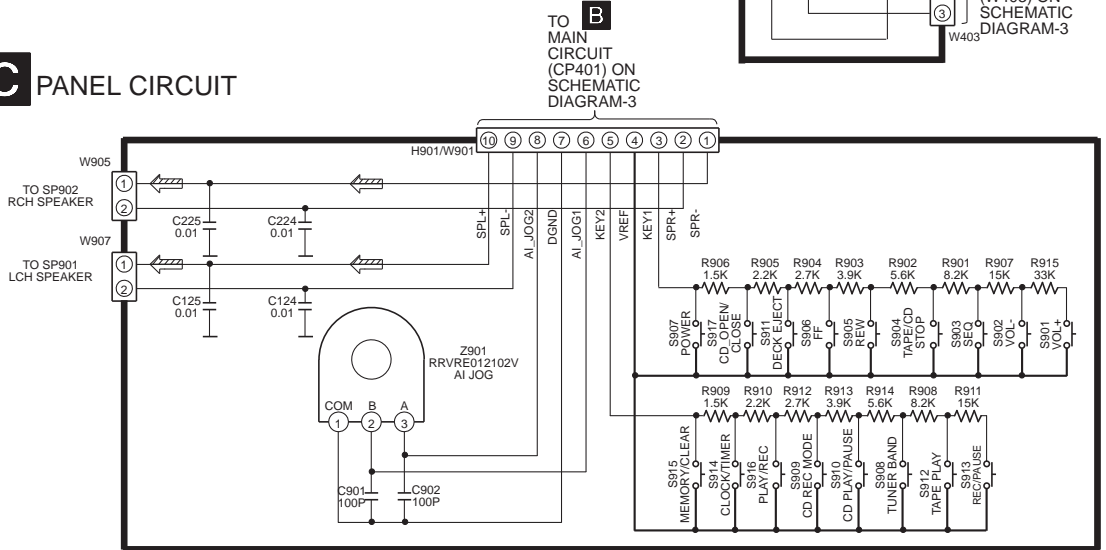 TO B
MAIN
CIRCUIT
(CP401) ON
SCHEMATIC
DIAGRAM-3
SCHEMATIC
DIAGRAM-3
3
W403
C PANEL CIRCUIT
10 9 8 7 6 5 4 3 2 1
H901/W901
W905
1
2
TO SP902
RCH SPEAKER
W907
1
2
TO SP901
LCH SPEAKER
C225
0.01
C224
0.01
C125
0.01
C124
0.01
SPL+
SPL-
AI_JOG2
DGND
AI_JOG1
KEY2
VREF
KEY1
SPR+
SPR-
Z901
RRVRE012102V
AI JOG
COM B A
1 2 3
C901
100P
C902
100P
R906
1.5K
R905
2.2K
R904
2.7K
R903
3.9K
R902
5.6K
R901
8.2K
R907
15K
R915
33K
S907
POWER
S917
CD_OPEN/
CLOSE
S911
DECK EJECT
S906
FF
S905
REW
S904
TAPE/CD
STOP
S903
SEQ
S902
VOL-
S901
VOL+
R909
1.5K
R910
2.2K
R912
2.7K
R913
3.9K
R914
5.6K
R908
8.2K
R911
15K
S915
MEMORY/CLEAR
S914
CLOCK/TIMER
S916
PLAY/REC
S909
CD REC MODE
S910
CD PLAY/PAUSE
S908
TUNER BAND
S912
TAPE PLAY
S913
REC/PAUSE